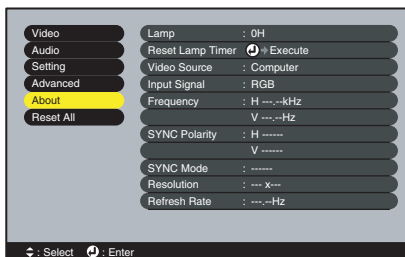 Video
Audio
Setting
Advanced
About
Reset All
Lamp : 0H
Reset Lamp Timer Execute
Video Source : Computer
Input Signal : RGB
Frequency : H ---.--kHz
V ---.--Hz
SYNC Polarity : H ------
V ------
SYNC Mode : ------
Resolution : --- x---
Refresh Rate : ---.--Hz
: Select : Enter